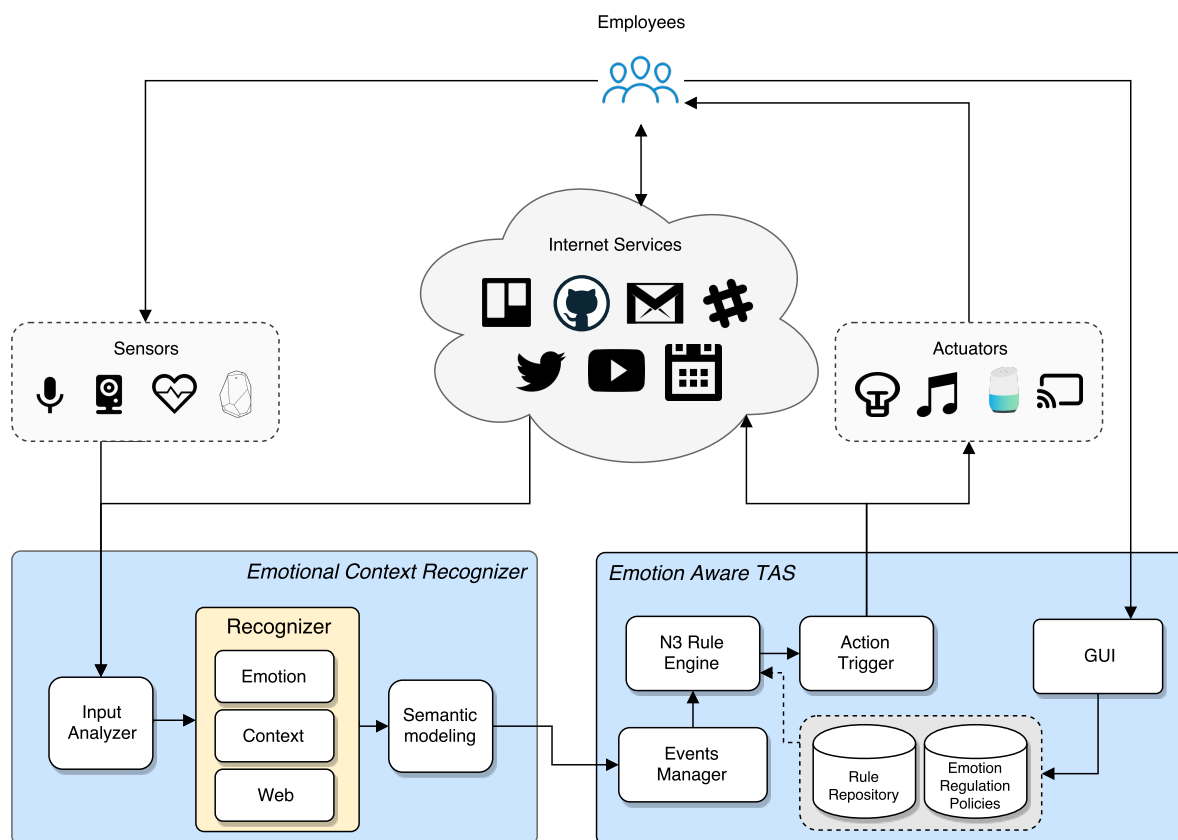 Employees
Internet Services
Sensors
Actuators
Emotional Context Recognizer
Emotion Aware TAS
Recognizer
Emotion
Context
Web
Input
Analyzer
Semantic
modeling
N3 Rule
Engine
Action
Trigger
GUI
Events
Manager
Rule
Repository
Emotion
Regulation
Policies